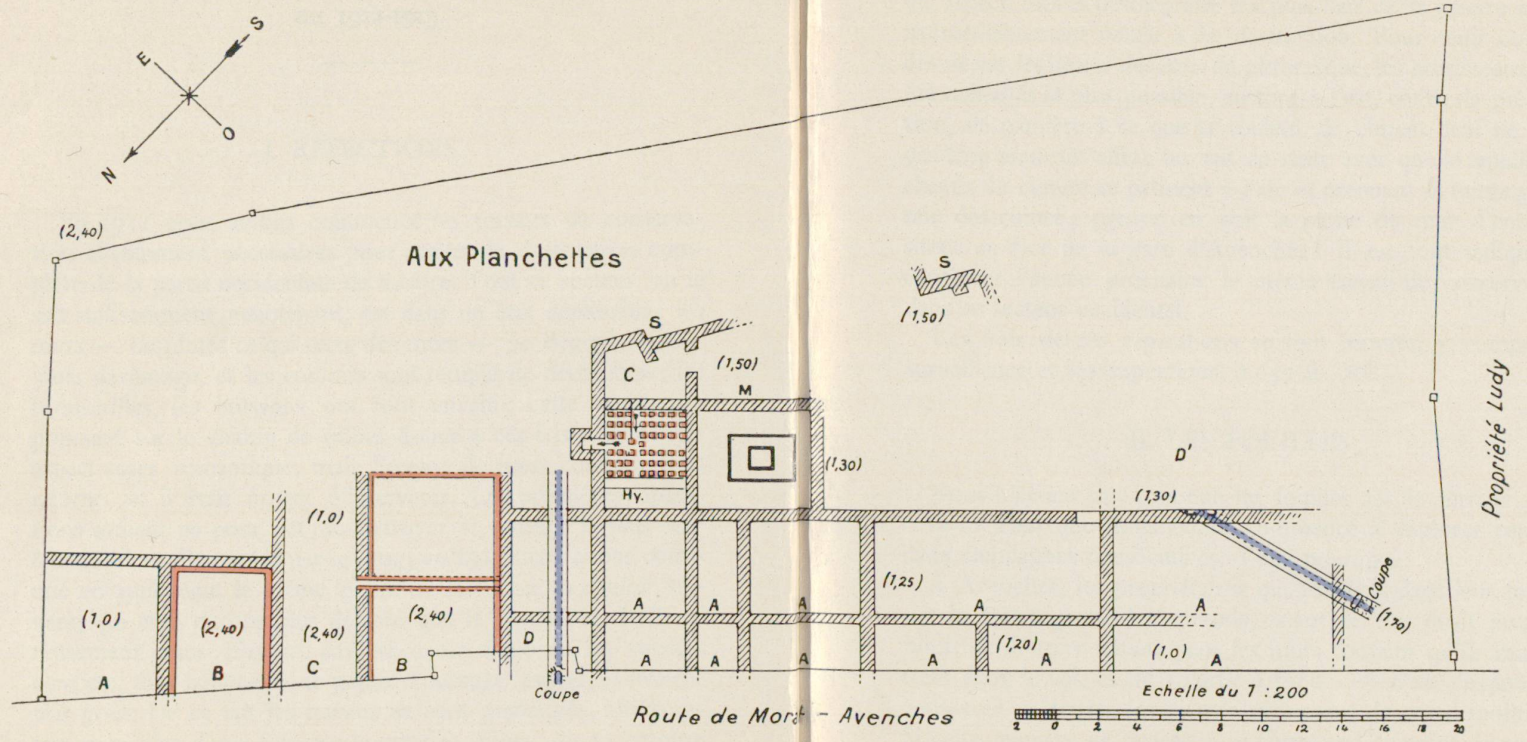 S
E
O
N
(2,40)
Aux Planchettes
S
(1,50)
S
C
(1,50)
M
Propriété Ludy
(1,30)
D'
(1,30)
Hy.
(1,0)
(1,25)
Coupe
(1,70)
(1,0)
(2,40)
(2,40)
(2,40)
A
A
A
A
A
D
(1,20)
(1,0)
A
B
C
B
A
A
A
A
A
A
Coupe
Echelle du 1 : 200
Route de Morat - Avenches
2 0 2 4 6 8 10 12 14 15 18 20